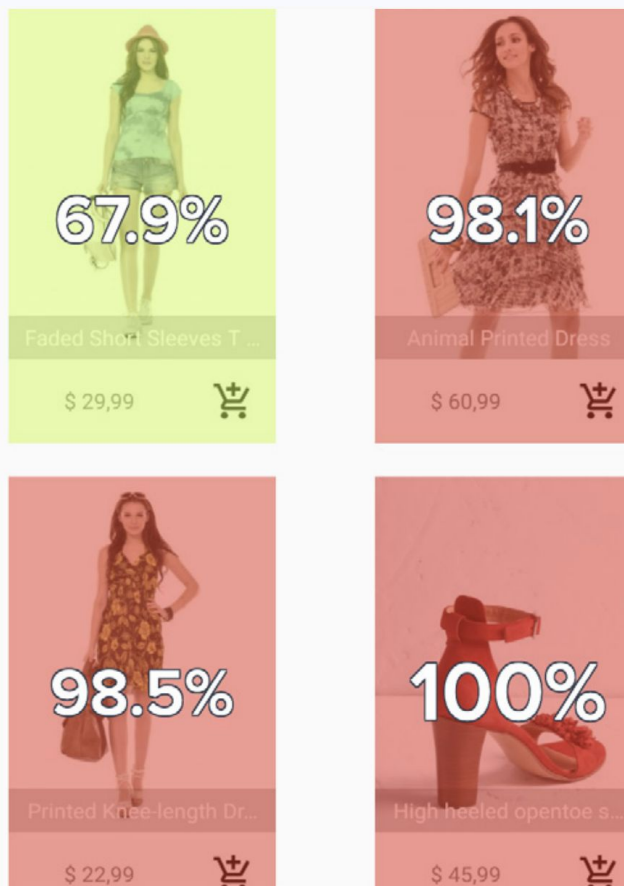 67.9%
98.1%
Faded Short Sleeves T ...
Animal Printed Dress
$ 29,99
$ 60,99
98.5%
100%
Printed Knee-length Dr...
High heeled opentoe s...
$ 22,99
$ 45,99